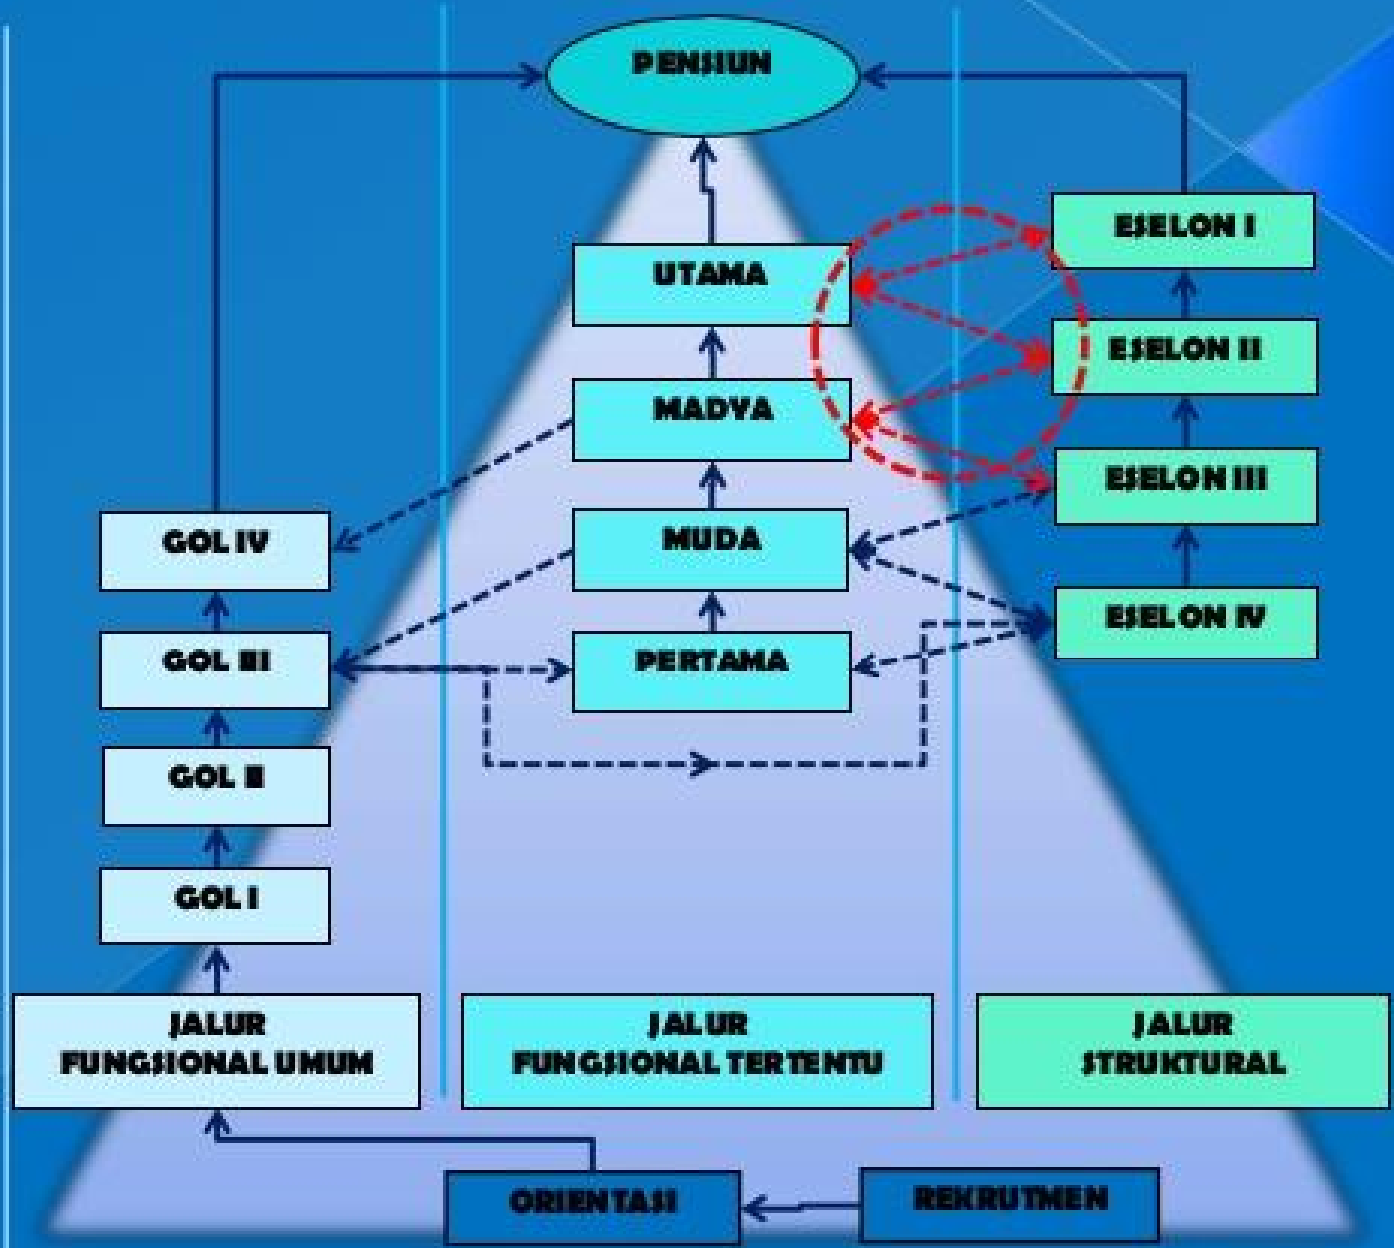 PENSIUN
ESELON I
UTAMA
ESELON II
MADYA
ESELON III
GOL IV
MUDA
ESELON IV
GOL III
PERTAMA
GOL II
GOL I
JALUR
FUNGSIONAL UMUM
JALUR
FUNGSIONAL TERTENTU
JALUR
STRUKTURAL
ORIENTASI
REKRUTMEN